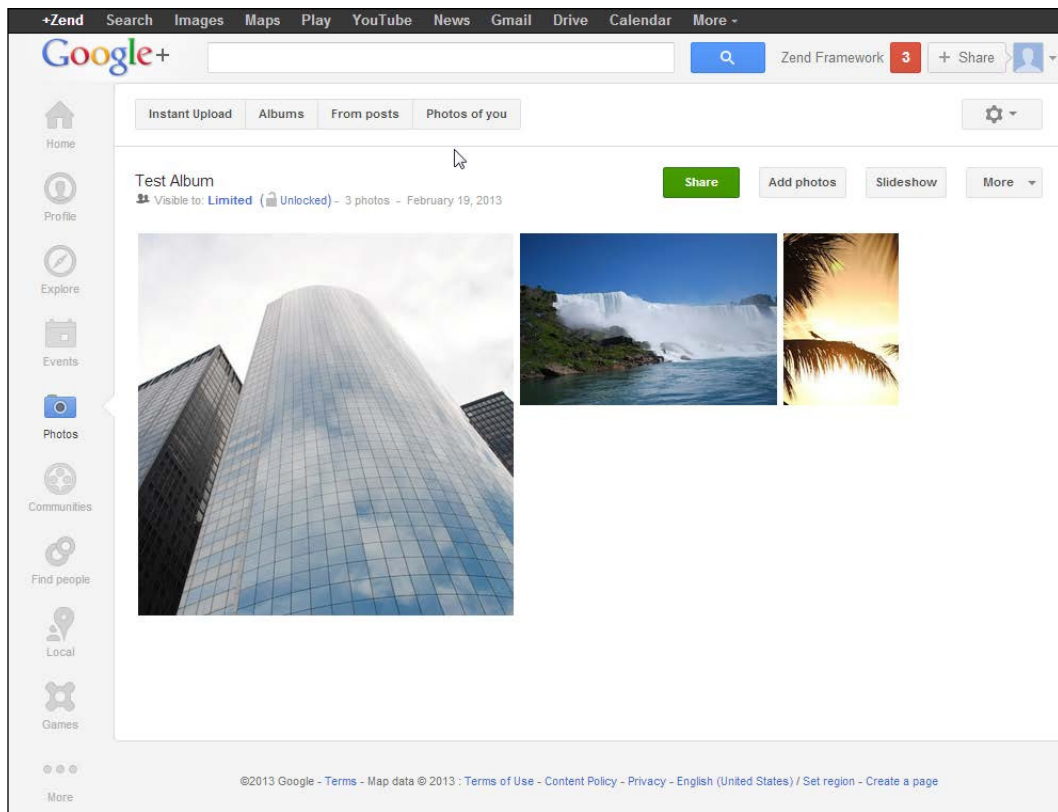 +Zend Search Images Maps Play YouTube News Gmail Drive Calendar More
Google+
Zend Framework 3 + Share
Instant Upload Albums From posts Photos of you
Home
Test Album
Share Add photos Slideshow More
Visible to: Limited (Unlocked) - 3 photos - February 19, 2013
Profile
Explore
Events
Photos
Communities
Find people
Local
Games
More
©2013 Google - Terms - Map data © 2013 : Terms of Use - Content Policy - Privacy - English (United States) / Set region - Create a page